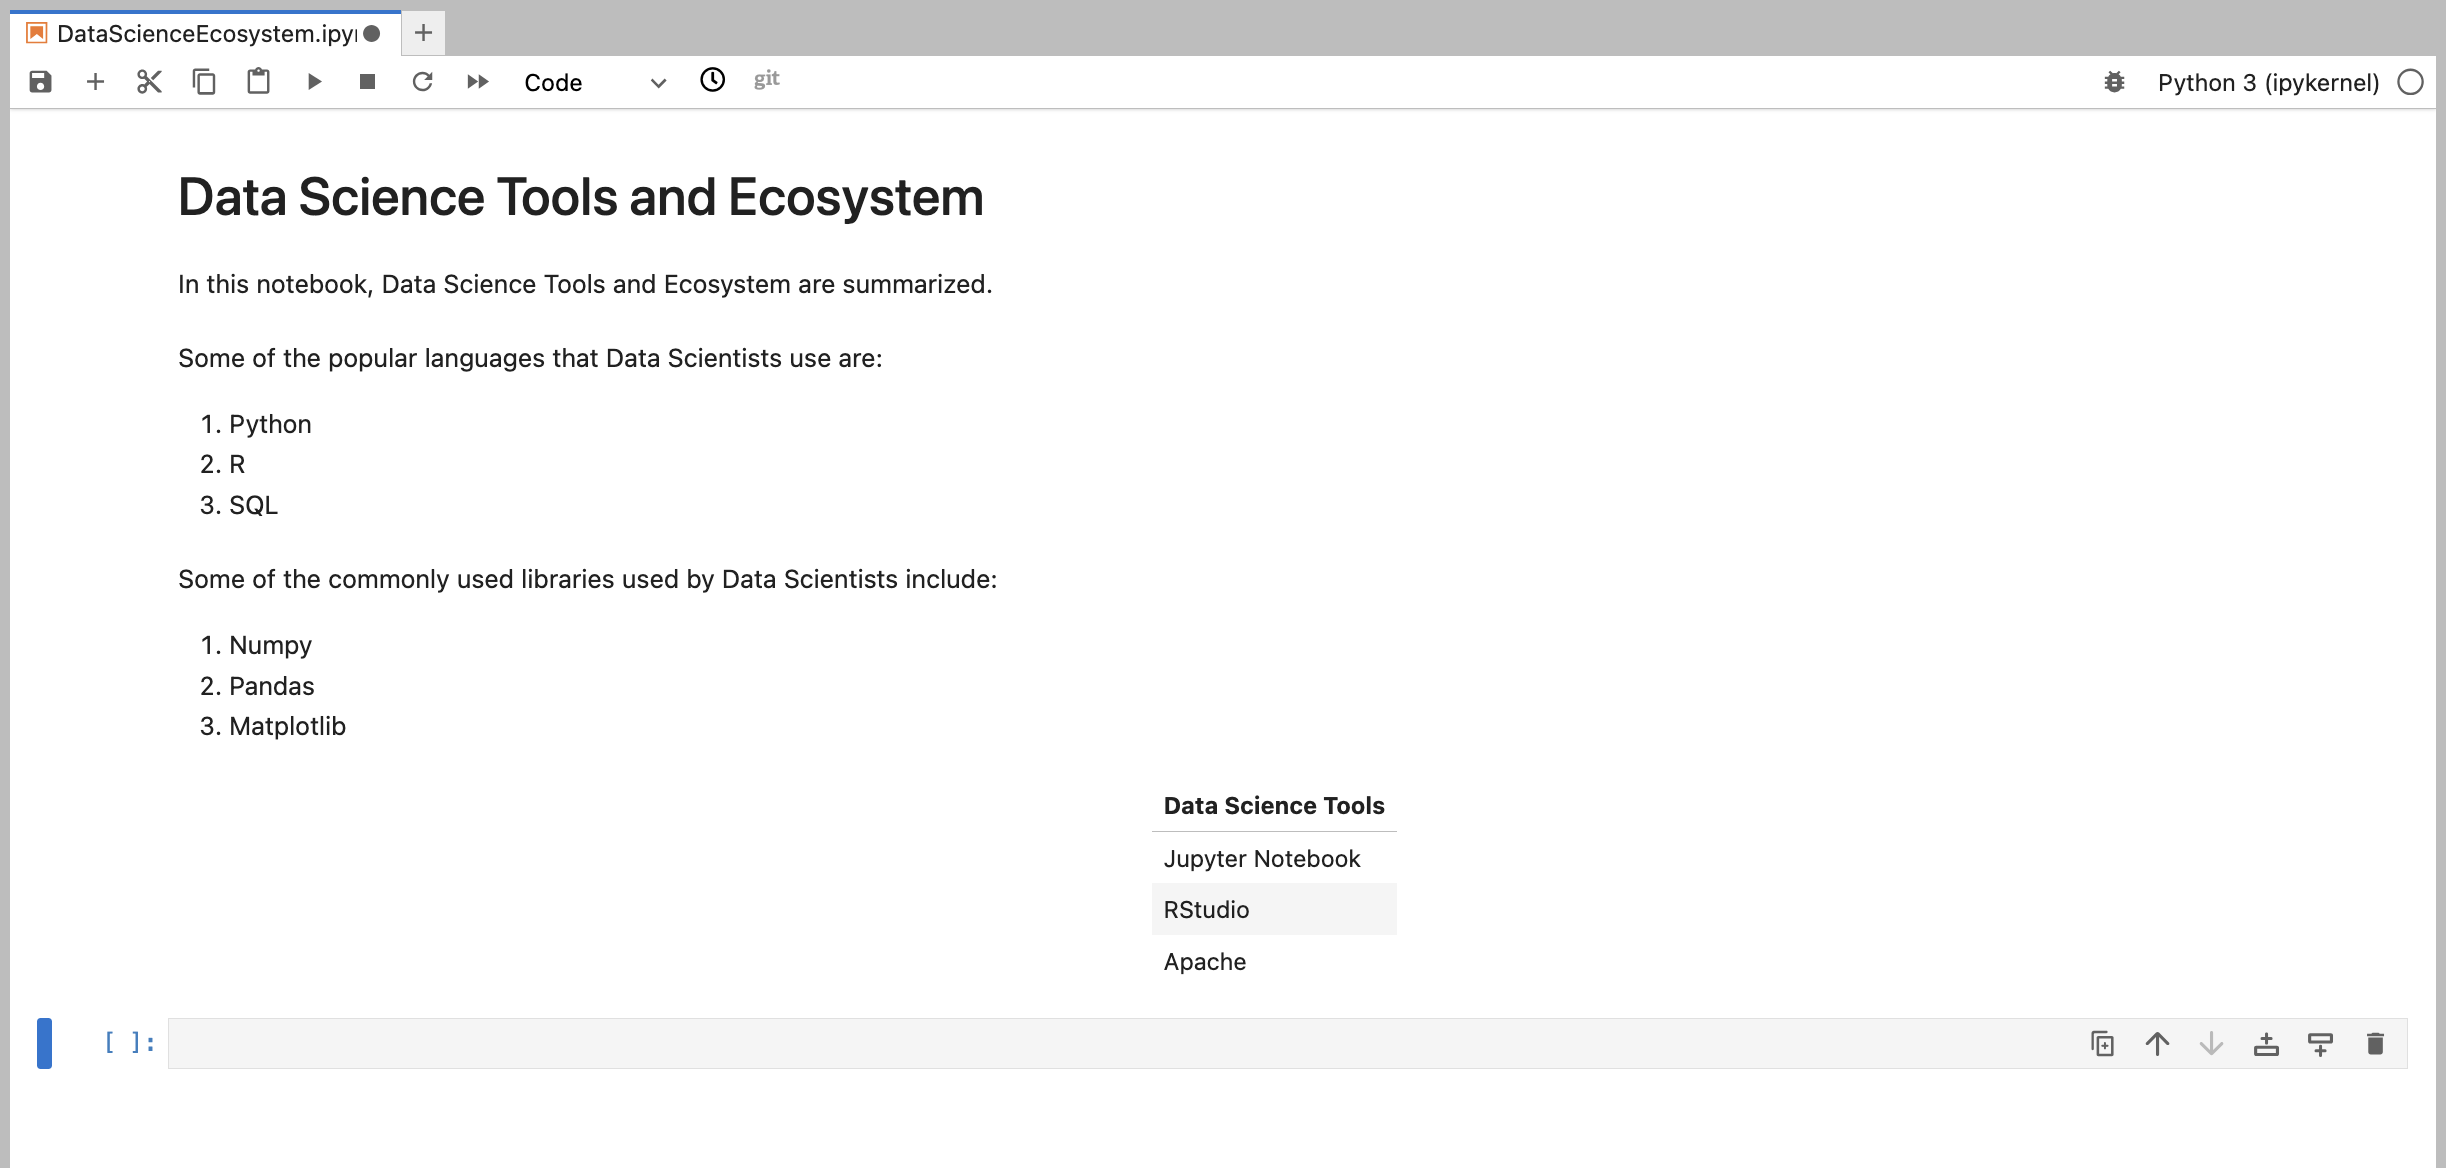 DataScienceEcosystem.ipy
Code
git
Python 3 (ipykernel)
Data Science Tools and Ecosystem
In this notebook, Data Science Tools and Ecosystem are summarized.
Some of the popular languages that Data Scientists use are:
1. Python
2. R
3. SQL
Some of the commonly used libraries used by Data Scientists include:
1. Numpy
2. Pandas
3. Matplotlib
Data Science Tools
Jupyter Notebook
RStudio
Apache
[ ]: